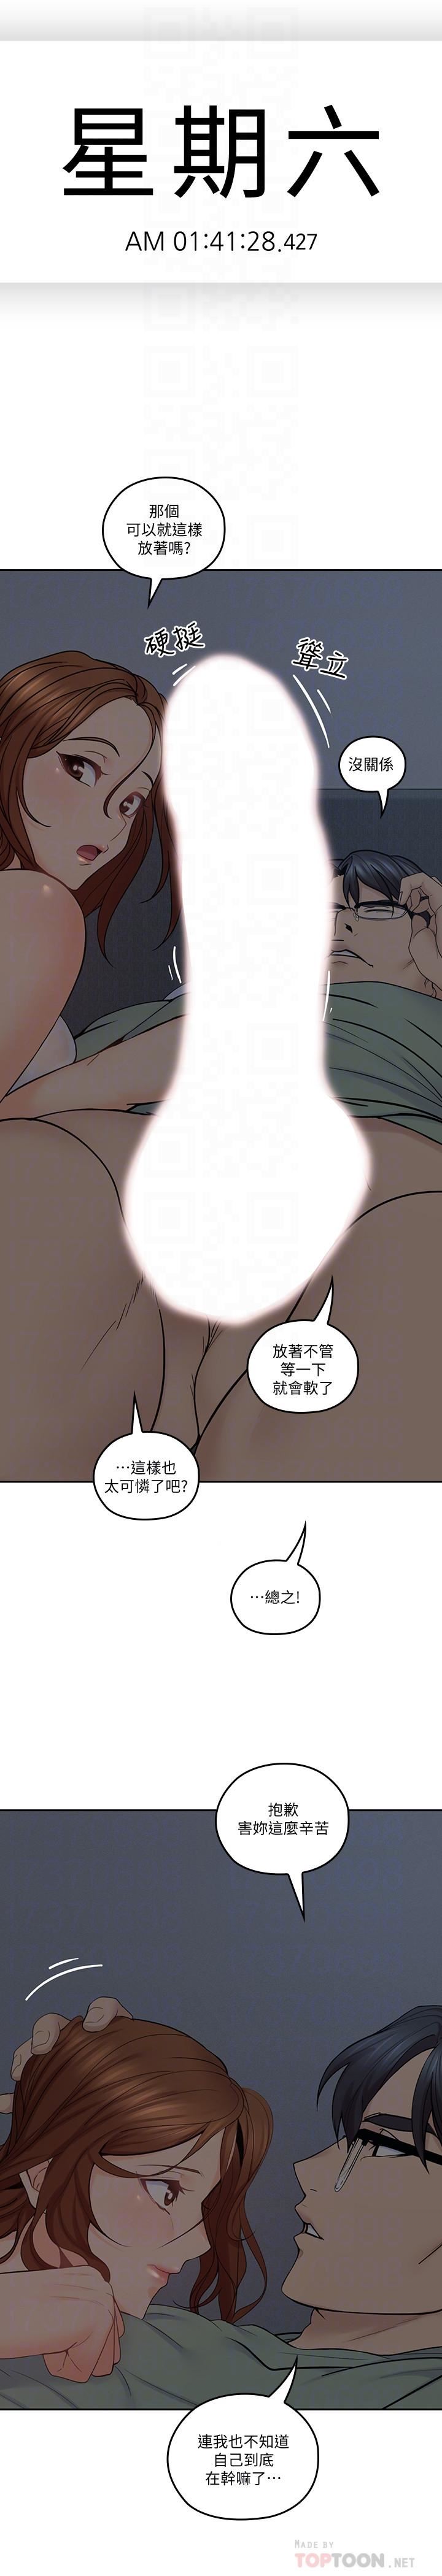 星期六
AM 01:41:28.427
那個
可以就這樣
放著嗎?
硬挺
聳立
沒關係
放著不管
等一下
就會軟了
…這樣也
太可憐了吧?
…總之!
抱歉
害妳這麼辛苦
連我也不知道
自己到底
在幹嘛了…
MADE BY
TOPTOON.NET